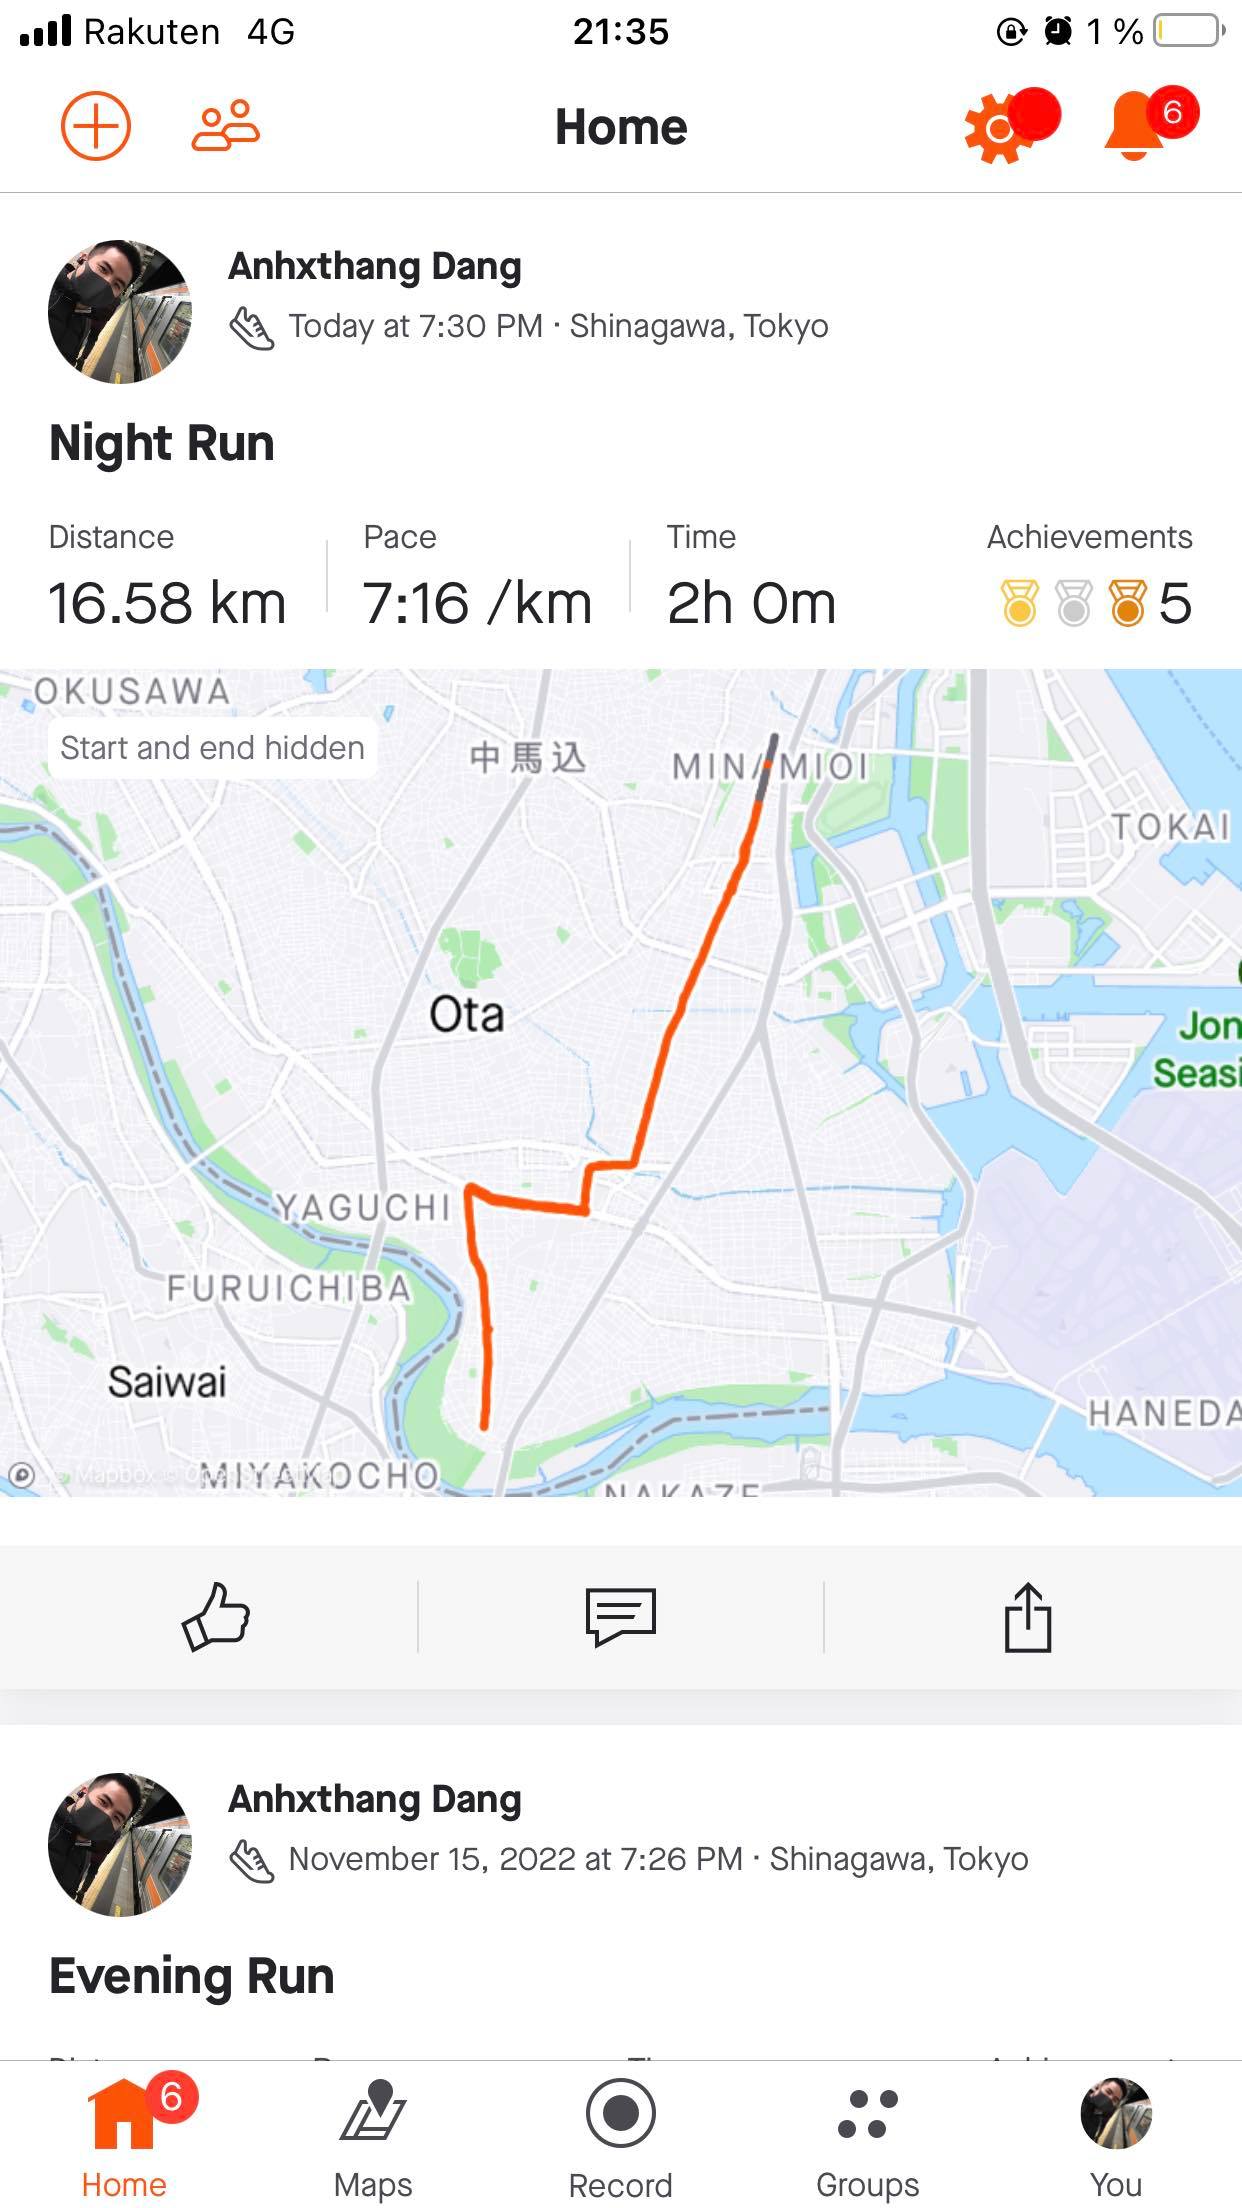 Rakuten 4G 21:35 1 %
Home 6
Anhxthang Dang
Today at 7:30 PM · Shinagawa, Tokyo
Night Run
Distance Pace Time Achievements
16.58 km 7:16 /km 2h 0m 5
OKUSAWA
Start and end hidden
中馬込
MINAMIOI
TOKAI
Ota
Jon
Seasi
YAGUCHI
FURUICHIBA
Saiwai
HANEDA
© Mapbox © OpenStreetMap
MIYAKOCHO
NAKAZE
Anhxthang Dang
November 15, 2022 at 7:26 PM · Shinagawa, Tokyo
Evening Run
6
Home Maps Record Groups You